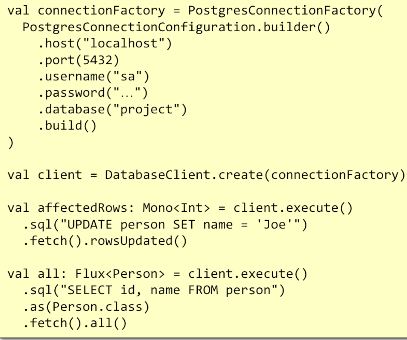 val connectionFactory = PostgresConnectionFactory(
  PostgresConnectionConfiguration.builder()
    .host("localhost")
    .port(5432)
    .username("sa")
    .password("…")
    .database("project")
    .build()
)

val client = DatabaseClient.create(connectionFactory)

val affectedRows: Mono<Int> = client.execute()
  .sql("UPDATE person SET name = 'Joe'")
  .fetch().rowsUpdated()

val all: Flux<Person> = client.execute()
  .sql("SELECT id, name FROM person")
  .as(Person.class)
  .fetch().all()